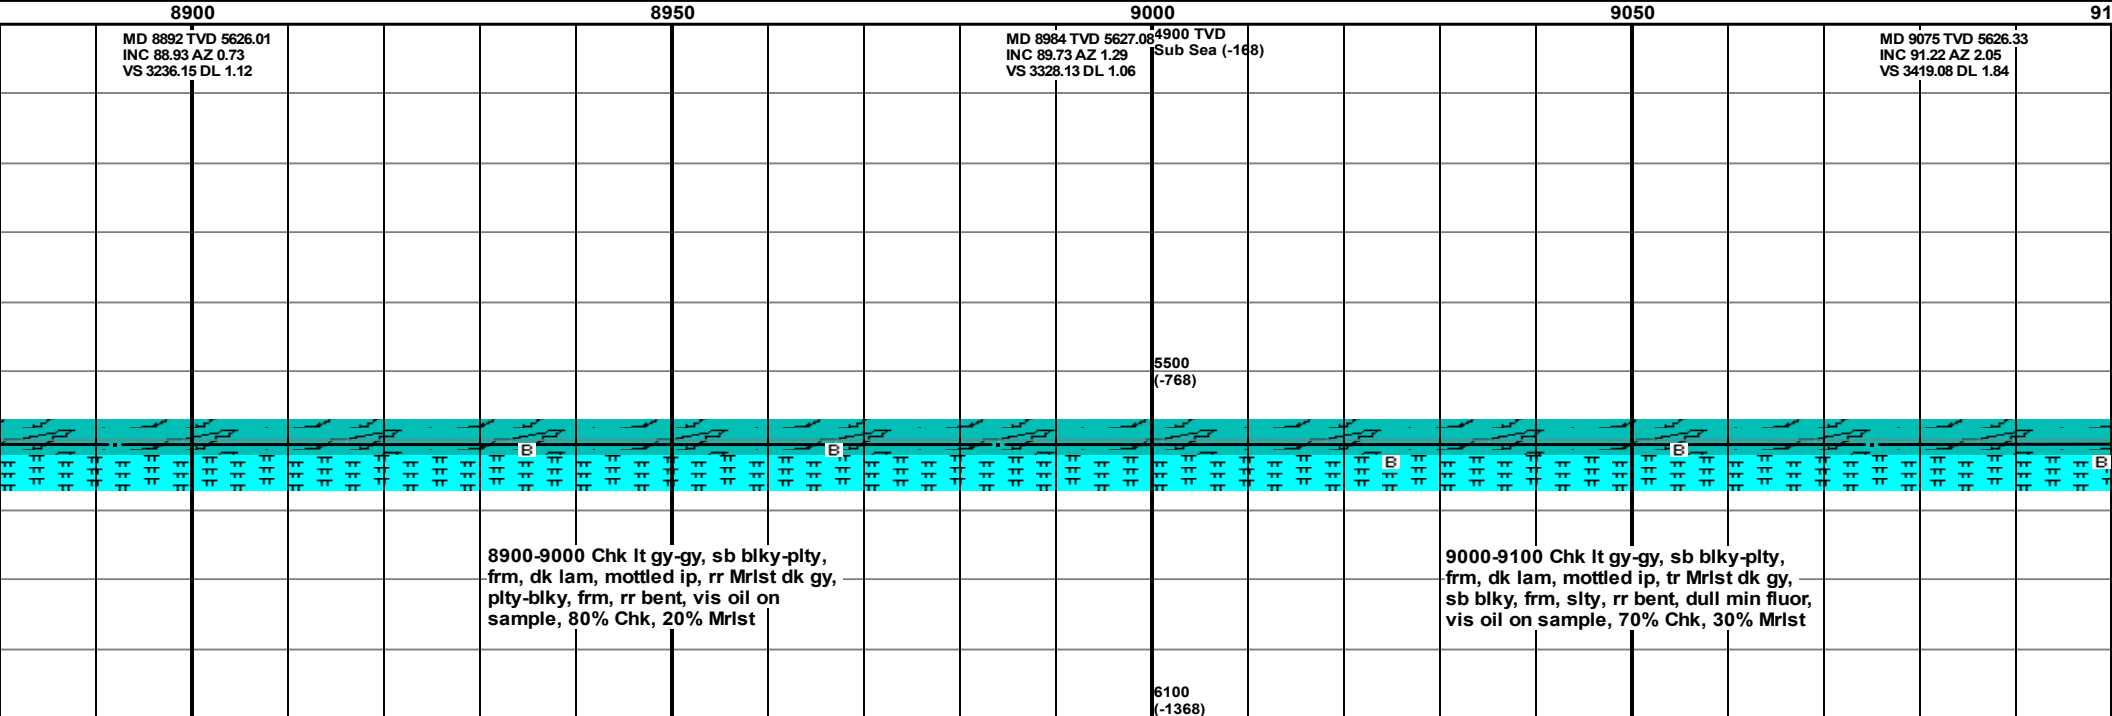 8900
8950
9000
9050
91
MD 8892 TVD 5626.01
INC 88.93 AZ 0.73
VS 3236.15 DL 1.12
MD 8984 TVD 5627.08
INC 89.73 AZ 1.29
VS 3328.13 DL 1.06
4900 TVD
Sub Sea (-168)
MD 9075 TVD 5626.33
INC 91.22 AZ 2.05
VS 3419.08 DL 1.84
5500
(-768)
B
B
B
B
B
8900-9000 Chk lt gy-gy, sb blky-plty,
frm, dk lam, mottled ip, rr Mrlst dk gy,
plty-blky, frm, rr bent, vis oil on
sample, 80% Chk, 20% Mrlst
9000-9100 Chk lt gy-gy, sb blky-plty,
frm, dk lam, mottled ip, tr Mrlst dk gy,
sb blky, frm, slty, rr bent, dull min fluor,
vis oil on sample, 70% Chk, 30% Mrlst
6100
(-1368)